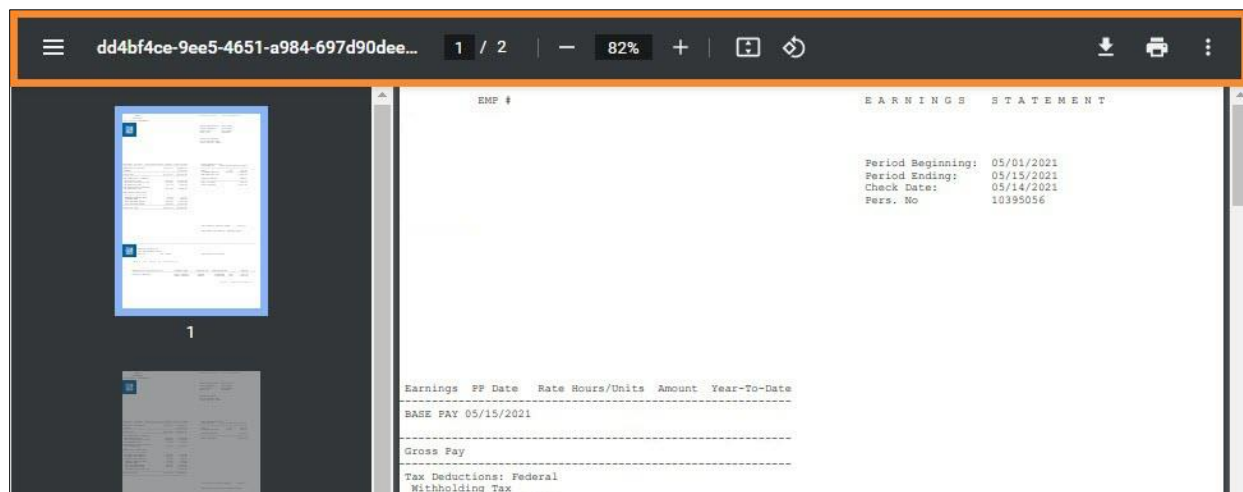 dd4bf4ce-9ee5-4651-a984-697d90dee... 1 / 2 82%
1
EMP # EARNINGS STATEMENT
Period Beginning: 05/01/2021
Period Ending: 05/15/2021
Check Date: 05/14/2021
Pers. No 10395056
Earnings PP Date Rate Hours/Units Amount Year-To-Date
BASE PAY 05/15/2021
Gross Pay
Tax Deductions: Federal
Withholding Tax